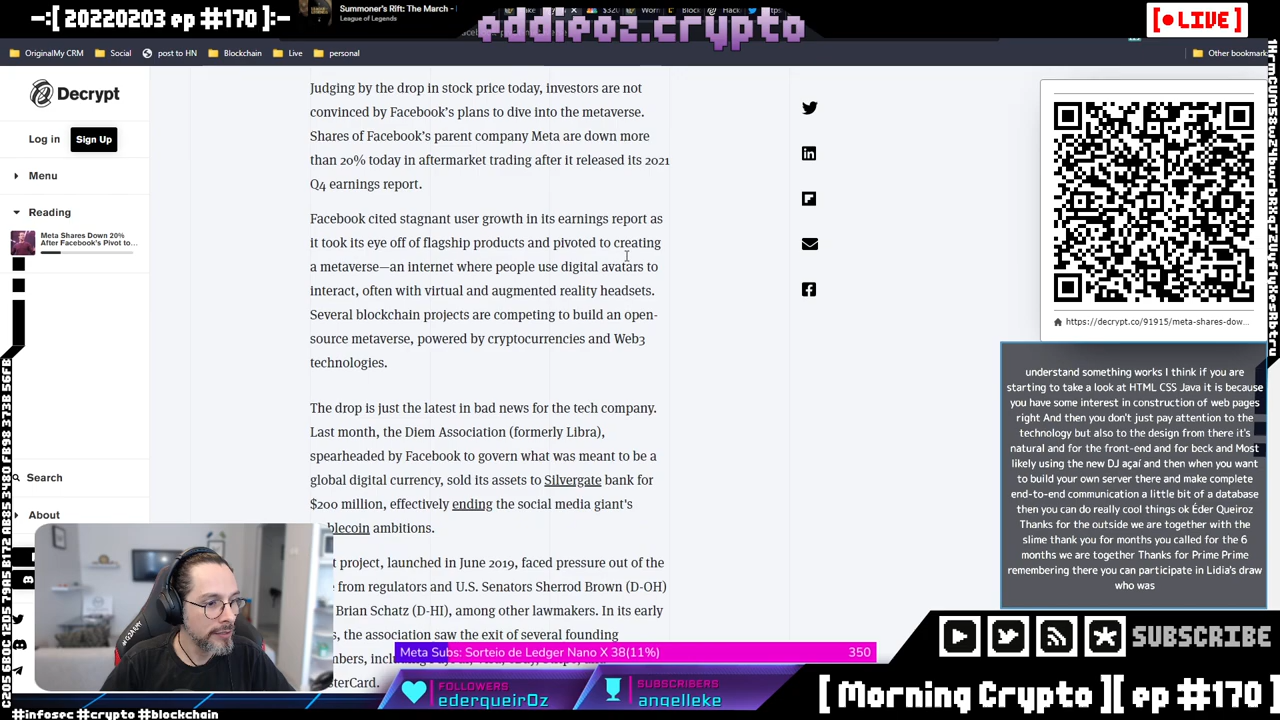 -:[ 20220203 ep #170 ]:-
Summoner's Rift: The March -
League of Legends
eddieoz.crypto
[●LIVE]
OriginalMy CRM
Social
post to HN
Blockchain
Live
personal
Other bookmark
Decrypt
Log in
Sign Up
Menu
Reading
Meta Shares Down 20%
After Facebook's Pivot to...
Search
About
Judging by the drop in stock price today, investors are not
convinced by Facebook's plans to dive into the metaverse.
Shares of Facebook's parent company Meta are down more
than 20% today in aftermarket trading after it released its 2021
Q4 earnings report.
Facebook cited stagnant user growth in its earnings report as
it took its eye off of flagship products and pivoted to creating
a metaverse—an internet where people use digital avatars to
interact, often with virtual and augmented reality headsets.
Several blockchain projects are competing to build an open-
source metaverse, powered by cryptocurrencies and Web3
technologies.
The drop is just the latest in bad news for the tech company.
Last month, the Diem Association (formerly Libra),
spearheaded by Facebook to govern what was meant to be a
global digital currency, sold its assets to Silvergate bank for
$200 million, effectively ending the social media giant's
blecoin ambitions.
t project, launched in June 2019, faced pressure out of the
from regulators and U.S. Senators Sherrod Brown (D-OH)
Brian Schatz (D-HI), among other lawmakers. In its early
, the association saw the exit of several founding
https://decrypt.co/91915/meta-shares-dow...
understand something works I think if you are
starting to take a look at HTML CSS Java it is because
you have some interest in construction of web pages
right And then you don't just pay attention to the
technology but also to the design from there it's
natural and for the front-end and for beck and Most
likely using the new DJ açaí and then when you want
to build your own server there and make complete
end-to-end communication a little bit of a database
then you can do really cool things ok Éder Queiroz
Thanks for the outside we are together with the
slime thank you for months you called for the 6
months we are together Thanks for Prime Prime
remembering there you can participate in Lidia's draw
who was
Meta Subs: Sorteio de Ledger Nano X 38(11%)
350
FOLLOWERS
ederqueir0z
SUBSCRIBERS
angelleke
SUBSCRIBE
[ Morning Crypto ][ ep #170 ]
#infosec #crypto #blockchain